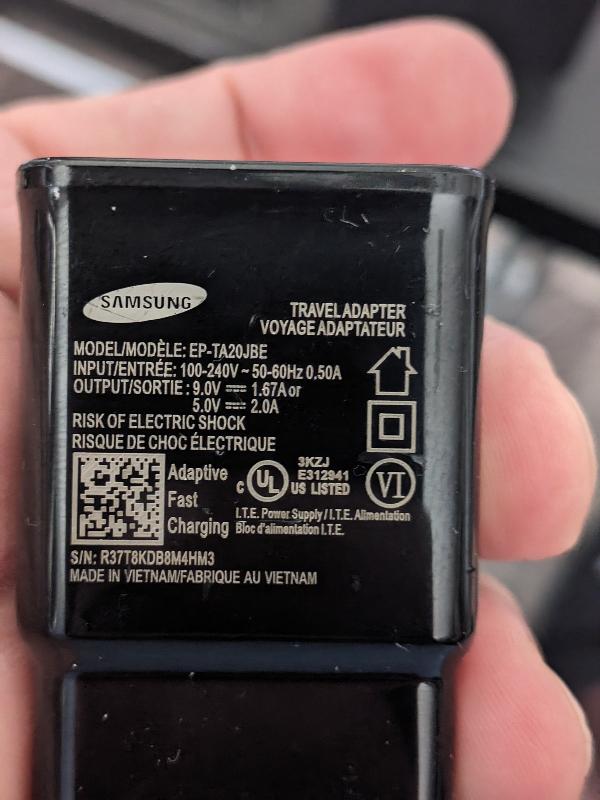 SAMSUNG
TRAVEL ADAPTER
VOYAGE ADAPTATEUR
MODEL/MODÈLE: EP-TA20JBE
INPUT/ENTRÉE: 100-240V ~ 50-60Hz 0.50A
OUTPUT/SORTIE: 9.0V ⎓ 1.67A or
5.0V ⎓ 2.0A
RISK OF ELECTRIC SHOCK
RISQUE DE CHOC ÉLECTRIQUE
Adaptive
Fast
Charging
C UL US LISTED
3KZJ
E312941
VI
I.T.E. Power Supply / I.T.E. Alimentation
Bloc d'alimentation I.T.E.
S/N: R37T8KDB8M4HM3
MADE IN VIETNAM/FABRIQUE AU VIETNAM